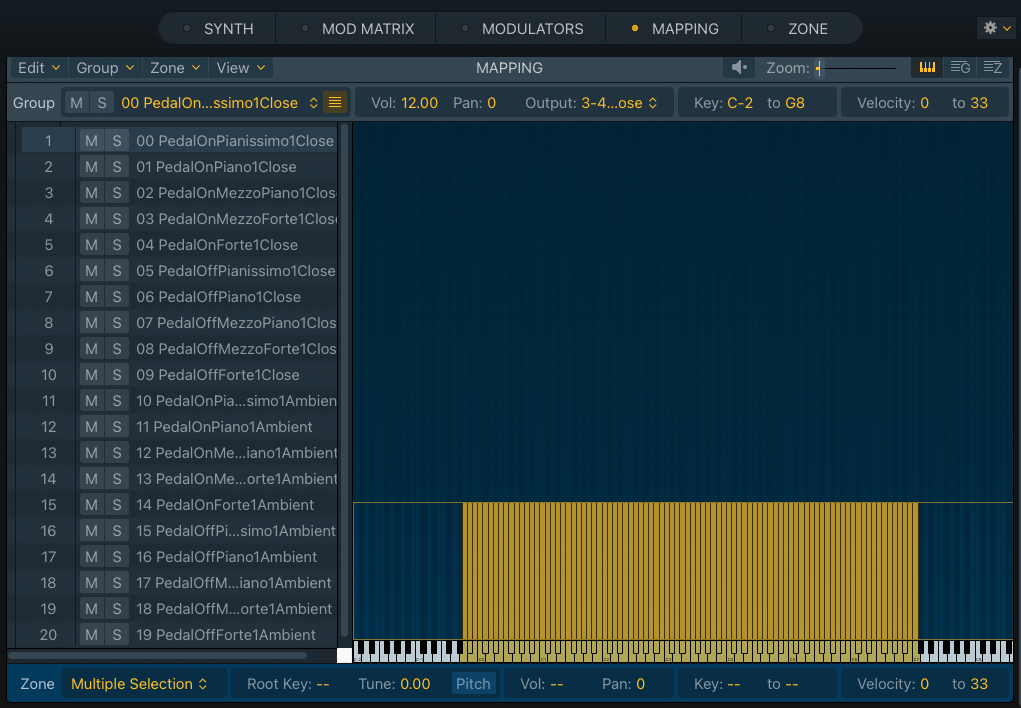 SYNTH MOD MATRIX MODULATORS MAPPING ZONE
Edit Group Zone View MAPPING Zoom:
Group M S 00 PedalOn...ssimo1Close Vol: 12.00 Pan: 0 Output: 3-4...ose Key: C-2 to G8 Velocity: 0 to 33
1 M S 00 PedalOnPianissimo1Close
2 M S 01 PedalOnPiano1Close
3 M S 02 PedalOnMezzoPiano1Clos
4 M S 03 PedalOnMezzoForte1Close
5 M S 04 PedalOnForte1Close
6 M S 05 PedalOffPianissimo1Close
7 M S 06 PedalOffPiano1Close
8 M S 07 PedalOffMezzoPiano1Clos
9 M S 08 PedalOffMezzoForte1Clos
10 M S 09 PedalOffForte1Close
11 M S 10 PedalOnPia...simo1Ambien
12 M S 11 PedalOnPiano1Ambient
13 M S 12 PedalOnMe...iano1Ambient
14 M S 13 PedalOnMe...orte1Ambient
15 M S 14 PedalOnForte1Ambient
16 M S 15 PedalOffPi...simo1Ambient
17 M S 16 PedalOffPiano1Ambient
18 M S 17 PedalOffM...iano1Ambient
19 M S 18 PedalOffM...orte1Ambient
20 M S 19 PedalOffForte1Ambient
Zone Multiple Selection Root Key: -- Tune: 0.00 Pitch Vol: -- Pan: 0 Key: -- to -- Velocity: 0 to 33